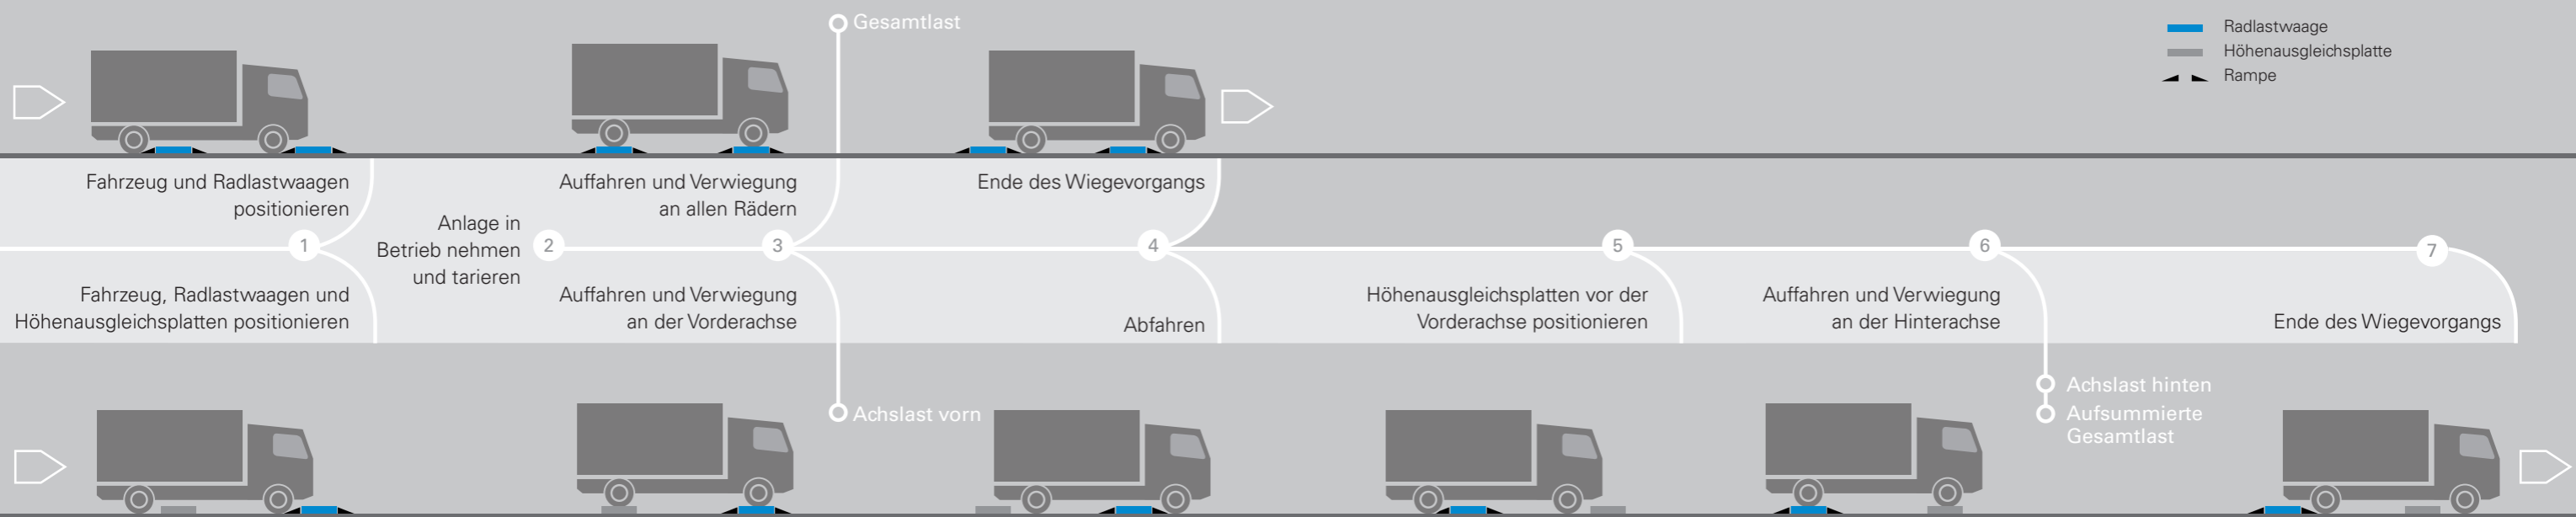 Gesamtlast
Radlastwaage
Höhenausgleichsplatte
Rampe
Fahrzeug und Radlastwaagen
positionieren
Anlage in
Betrieb nehmen
und tarieren
Auffahren und Verwiegung
an allen Rädern
Ende des Wiegevorgangs
1
2
3
4
5
6
7
Fahrzeug, Radlastwaagen und
Höhenausgleichsplatten positionieren
Auffahren und Verwiegung
an der Vorderachse
Abfahren
Höhenausgleichsplatten vor der
Vorderachse positionieren
Auffahren und Verwiegung
an der Hinterachse
Ende des Wiegevorgangs
Achslast vorn
Achslast hinten
Aufsummierte
Gesamtlast